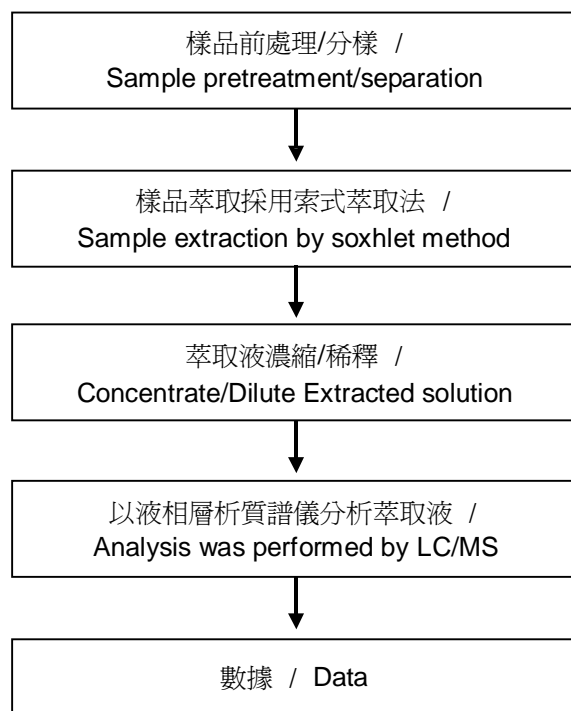 樣品前處理/分樣 /
Sample pretreatment/separation
樣品萃取採用索式萃取法 /
Sample extraction by soxhlet method
萃取液濃縮/稀釋 /
Concentrate/Dilute Extracted solution
以液相層析質譜儀分析萃取液 /
Analysis was performed by LC/MS
數據 / Data